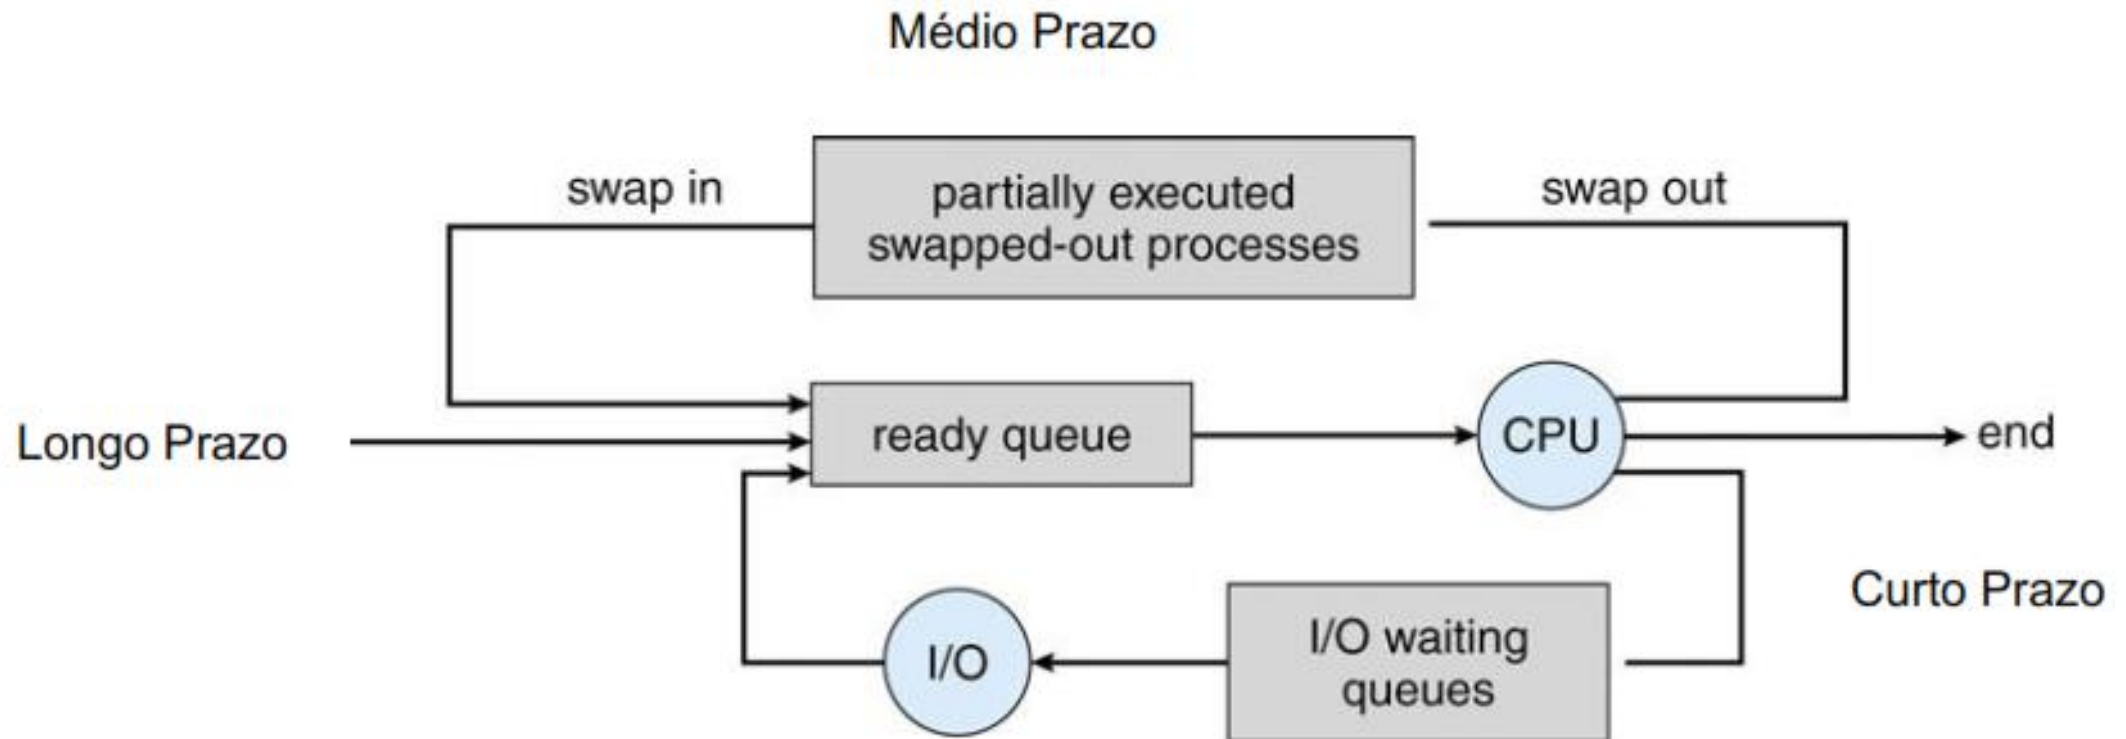 Médio Prazo
swap in
partially executed
swapped-out processes
swap out
Longo Prazo
ready queue
CPU
end
Curto Prazo
I/O
I/O waiting
queues